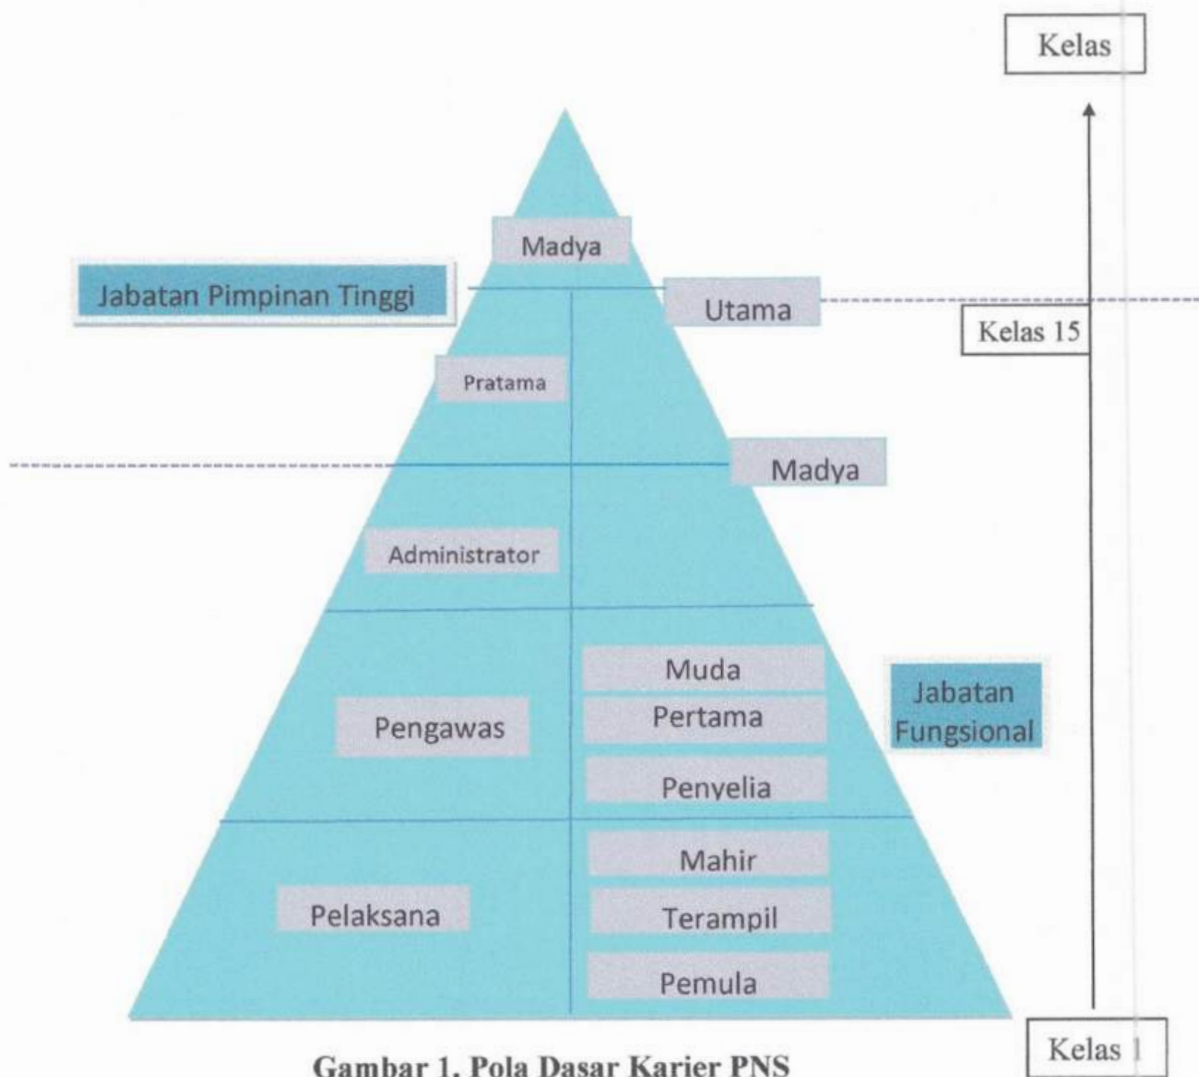 Kelas
Madya
Jabatan Pimpinan Tinggi
Utama
Kelas 15
Pratama
Madya
Administrator
Muda
Pengawas
Pertama
Jabatan
Fungsional
Penyelia
Mahir
Pelaksana
Terampil
Pemula
Kelas 1
Gambar 1. Pola Dasar Karier PNS